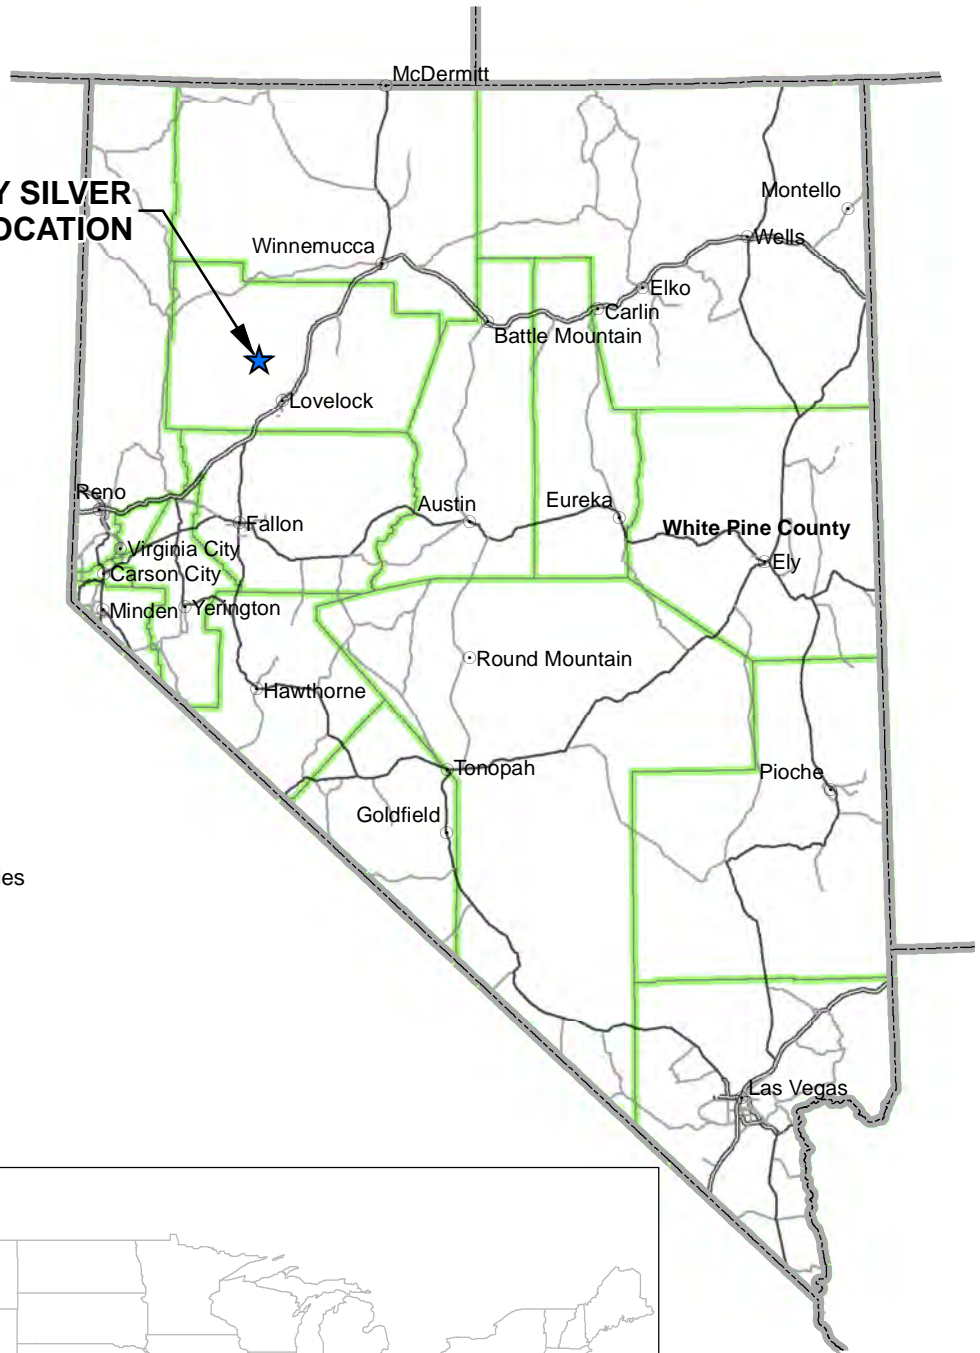 McDermitt
Y SILVER
OCATION
Montello
Winnemucca
Wells
Elko
Carlin
Battle Mountain
Lovelock
Reno
Austin
Eureka
Fallon
White Pine County
Virginia City
Ely
Carson City
Minden
Yerington
Round Mountain
Hawthorne
Tonopah
Pioche
Goldfield
es
Las Vegas